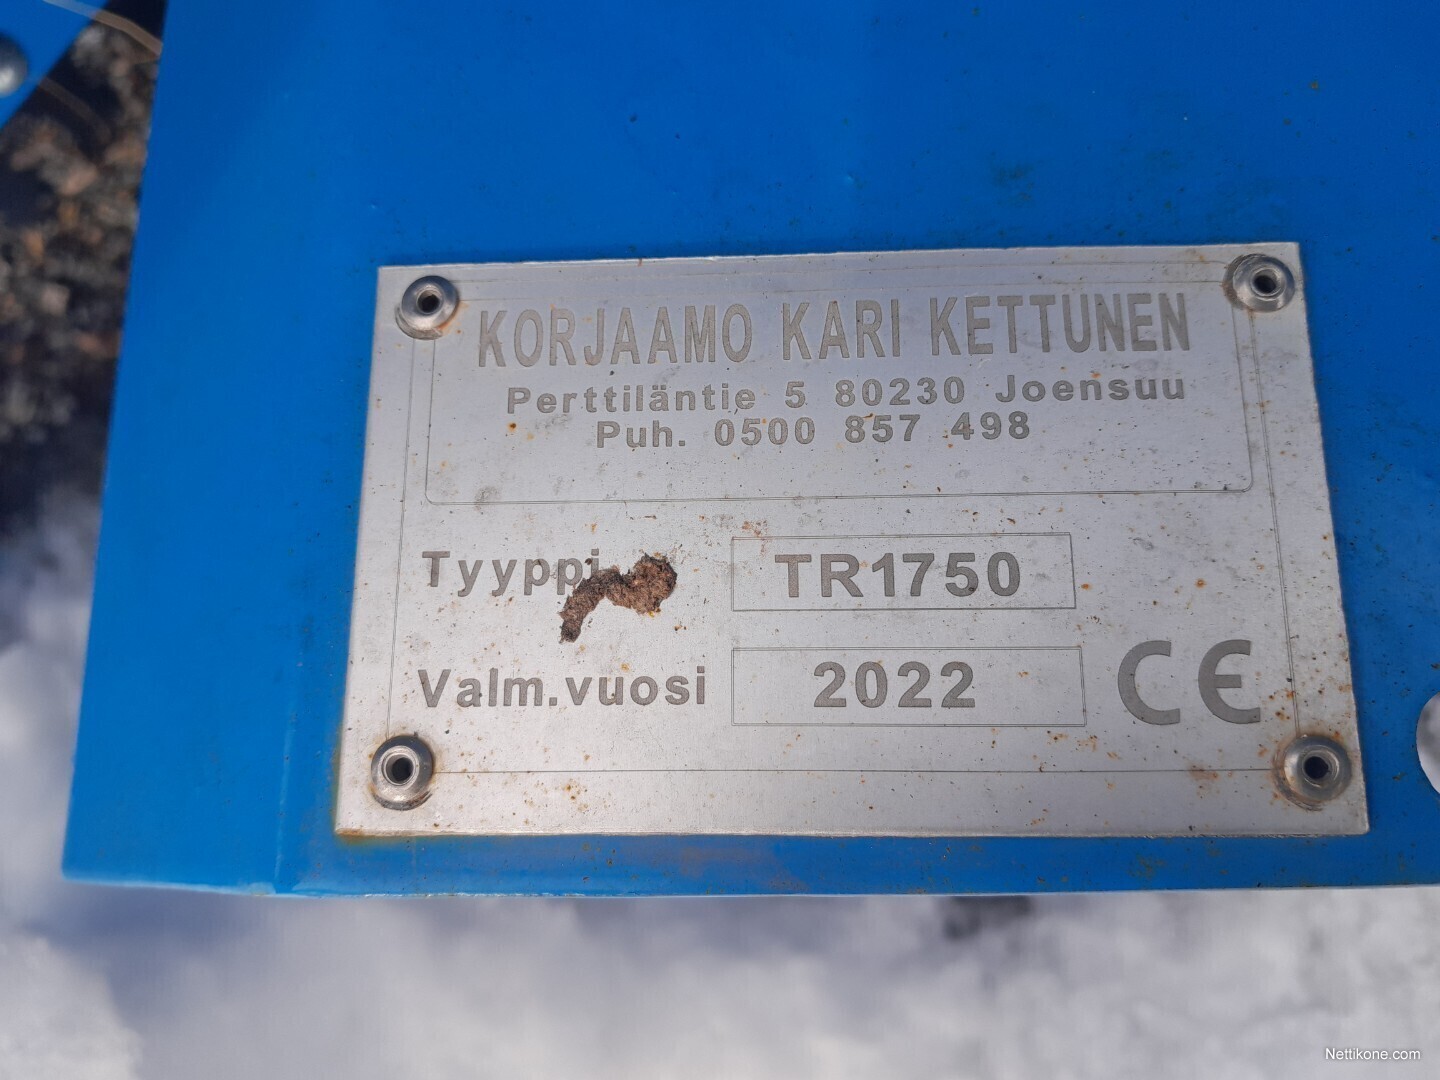 KORJAAMO KARI KETTUNEN
Perttiläntie 5 80230 Joensuu
Puh. 0500 857 498
Tyyppi TR1750
Valm.vuosi 2022 CE
Nettikone.com